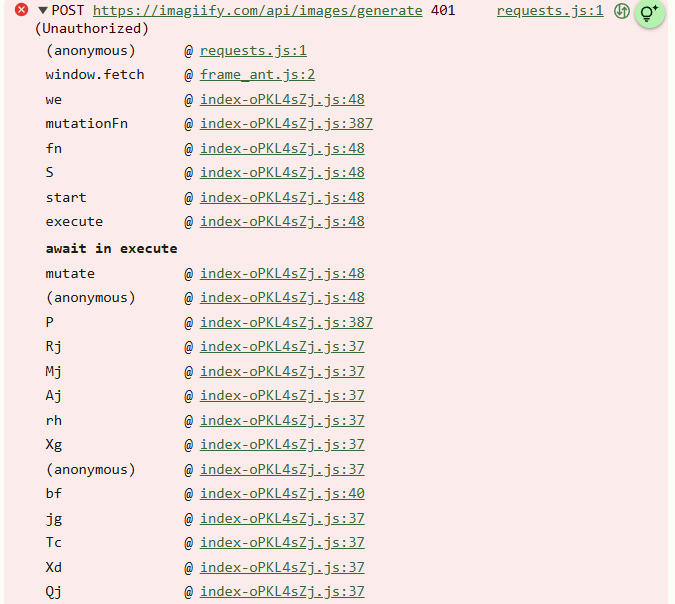 ▼POST https://imagiify.com/api/images/generate 401 (Unauthorized) requests.js:1
(anonymous) @ requests.js:1
window.fetch @ frame_ant.js:2
we @ index-oPKL4sZj.js:48
mutationFn @ index-oPKL4sZj.js:387
fn @ index-oPKL4sZj.js:48
S @ index-oPKL4sZj.js:48
start @ index-oPKL4sZj.js:48
execute @ index-oPKL4sZj.js:48
await in execute
mutate @ index-oPKL4sZj.js:48
(anonymous) @ index-oPKL4sZj.js:48
P @ index-oPKL4sZj.js:387
Rj @ index-oPKL4sZj.js:37
Mj @ index-oPKL4sZj.js:37
Aj @ index-oPKL4sZj.js:37
rh @ index-oPKL4sZj.js:37
Xg @ index-oPKL4sZj.js:37
(anonymous) @ index-oPKL4sZj.js:37
bf @ index-oPKL4sZj.js:40
jg @ index-oPKL4sZj.js:37
Tc @ index-oPKL4sZj.js:37
Xd @ index-oPKL4sZj.js:37
Qj @ index-oPKL4sZj.js:37